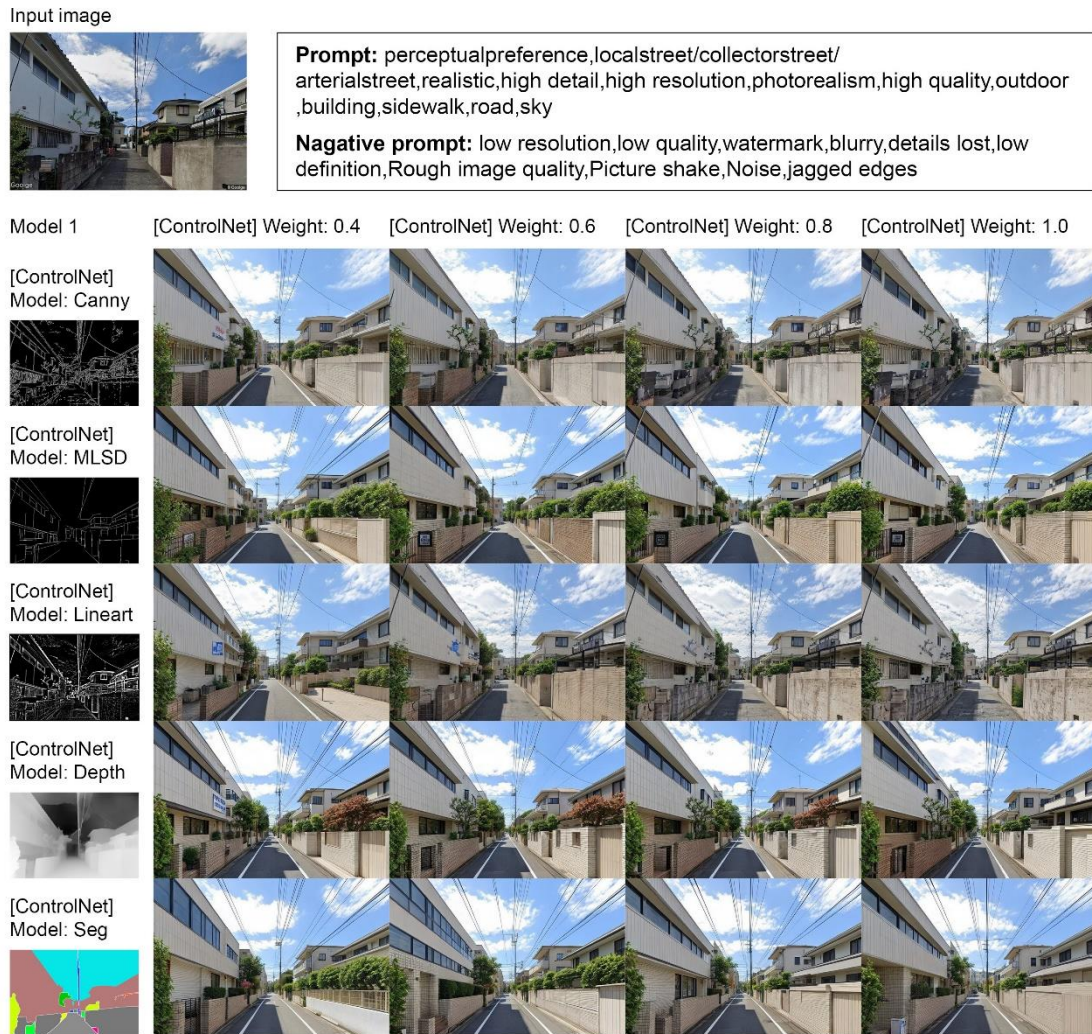 Input image
Goolge
© Goolge
Prompt: perceptualpreference,localstreet/collectorstreet/
arterialstreet,realistic,high detail,high resolution,photorealism,high quality,outdoor
,building,sidewalk,road,sky
Nagative prompt: low resolution,low quality,watermark,blurry,details lost,low
definition,Rough image quality,Picture shake,Noise,jagged edges
Model 1
[ControlNet] Weight: 0.4
[ControlNet] Weight: 0.6
[ControlNet] Weight: 0.8
[ControlNet] Weight: 1.0
[ControlNet]
Model: Canny
[ControlNet]
Model: MLSD
[ControlNet]
Model: Lineart
[ControlNet]
Model: Depth
[ControlNet]
Model: Seg